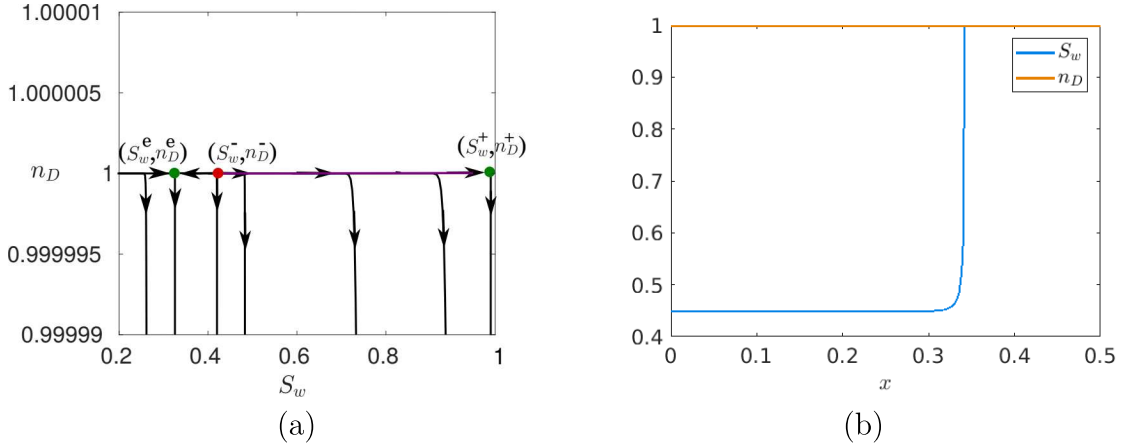 1.00001
1.000005
(S_w^e,n_D^e) (S_w^-,n_D^-) (S_w^+,n_D^+)
n_D 1
0.999995
0.99999
0.2 0.4 0.6 0.8 1
S_w
(a)
1
S_w
n_D
0.9
0.8
0.7
0.6
0.5
0.4
0 0.1 0.2 0.3 0.4 0.5
x
(b)